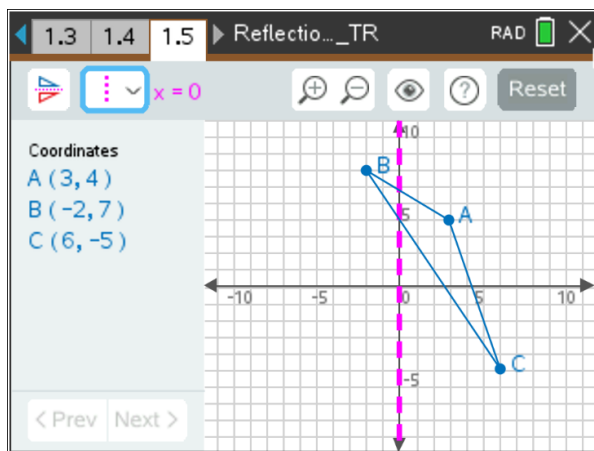 1.3 1.4 1.5 Reflectio..._TR RAD
x = 0 Reset
Coordinates
A (3, 4)
B (-2, 7)
C (6, -5)
< Prev Next >
10
B
5 A
-10 -5 0 5 10
C
-5